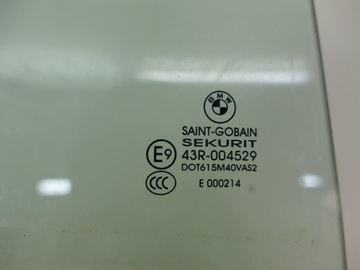 BMW
SAINT-GOBAIN
SEKURIT
E9 43R-004529
DOT615M40VAS2
CCC E 000214